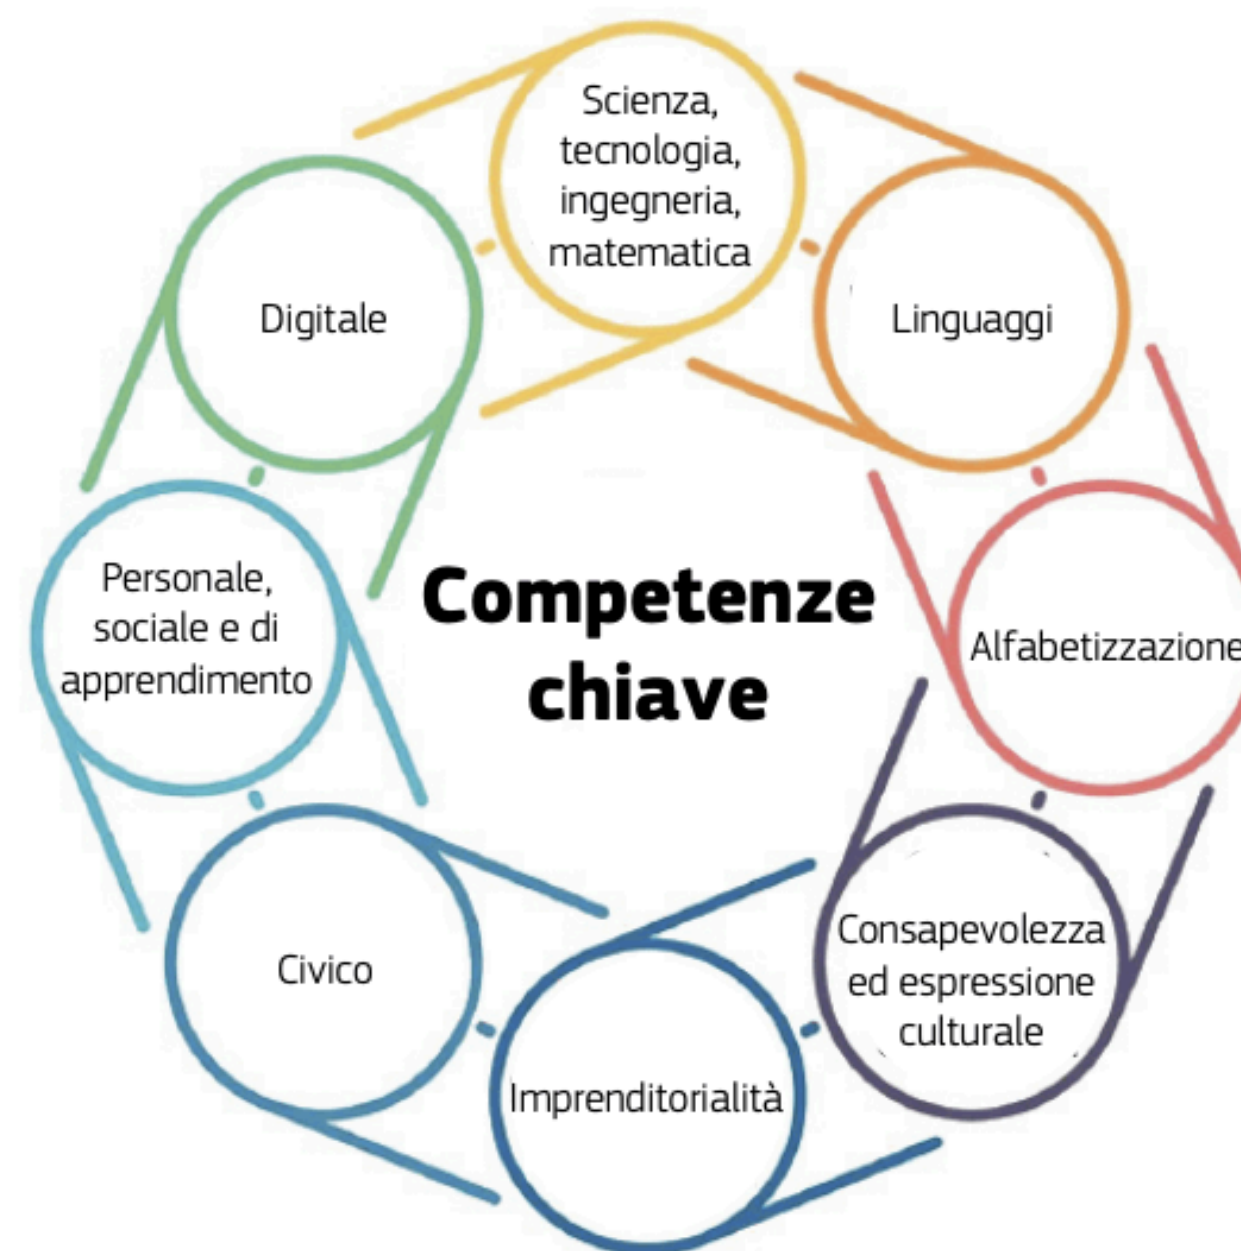 Scienza,
tecnologia,
ingegneria,
matematica
Linguaggi
Alfabetizzazione
Consapevolezza
ed espressione
culturale
Imprenditorialità
Civico
Personale,
sociale e di
apprendimento
Digitale
Competenze
chiave